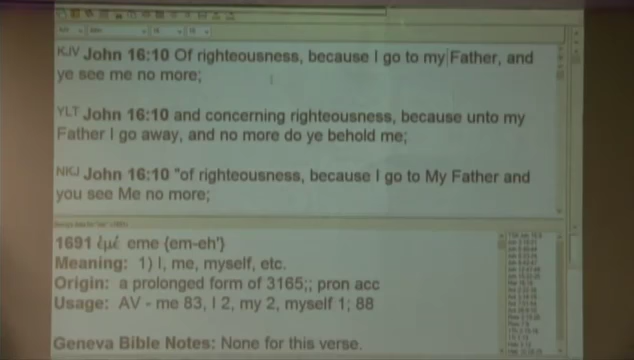 KJV John 16:10 Of righteousness, because I go to my Father, and
ye see me no more;
YLT John 16:10 and concerning righteousness, because unto my
Father I go away, and no more do ye behold me;
NKJ John 16:10 "of righteousness, because I go to My Father and
you see Me no more;
1691 ἐμέ eme {em-eh'}
Meaning: 1) I, me, myself, etc.
Origin: a prolonged form of 3165;; pron acc
Usage: AV - me 83, I 2, my 2, myself 1; 88
Geneva Bible Notes: None for this verse.